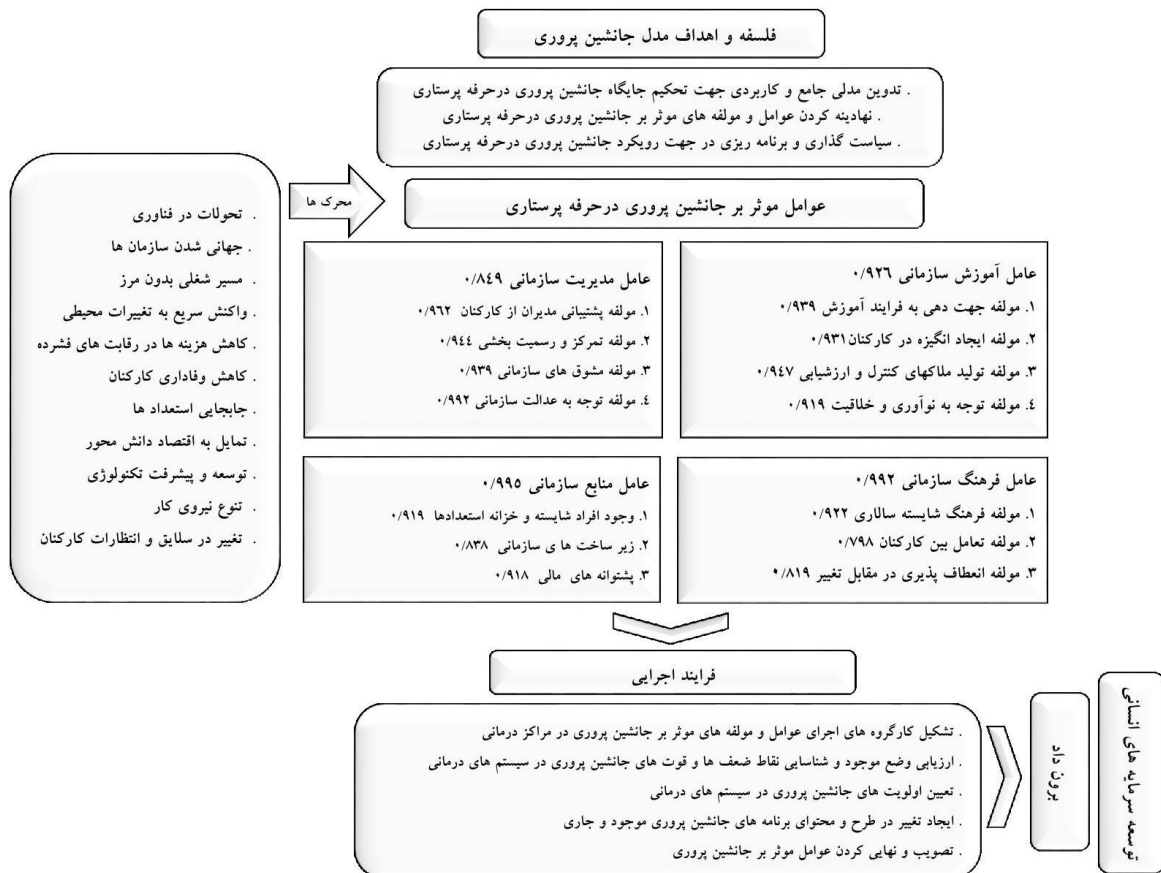 فلسفه و اهداف مدل جانشین پروری
. تدوین مدلی جامع و کاربردی جهت تحکیم جایگاه جانشین پروری درحرفه پرستاری
. نهادینه کردن عوامل و مولفه های موثر بر جانشین پروری درحرفه پرستاری
. سیاست گذاری و برنامه ریزی در جهت رویکرد جانشین پروری درحرفه پرستاری
محرک ها
عوامل موثر بر جانشین پروری درحرفه پرستاری
. تحولات در فناوری
. جهانی شدن سازمان ها
. مسیر شغلی بدون مرز
. واکنش سریع به تغییرات محیطی
. کاهش هزینه ها در رقابت های فشرده
. کاهش وفاداری کارکنان
. جابجایی استعداد ها
. تمایل به اقتصاد دانش محور
. توسعه و پیشرفت تکنولوژی
. تنوع نیروی کار
. تغییر در سلایق و انتظارات کارکنان
عامل آموزش سازمانی ۰/۹۲۶
۱. مولفه جهت دهی به فرایند آموزش ۰/۹۳۹
۲. مولفه ایجاد انگیزه در کارکنان۰/۹۳۱
۳. مولفه تولید ملاکهای کنترل و ارزشیابی ۰/۹٤۷
٤. مولفه توجه به نوآوری و خلاقیت ۰/۹۱۹
عامل مدیریت سازمانی ۰/۸٤۹
۱. مولفه پشتیبانی مدیران از کارکنان ۰/۹٦۲
۲. مولفه تمرکز و رسمیت بخشی ۰/۹٤٤
۳. مولفه مشوق های سازمانی ۰/۹۳۹
٤. مولفه توجه به عدالت سازمانی ۰/۹۹۲
عامل فرهنگ سازمانی ۰/۹۹۲
۱. مولفه فرهنگ شایسته سالاری ۰/۹۲۲
۲. مولفه تعامل بین کارکنان ۰/۷۹۸
۳. مولفه انعطاف پذیری در مقابل تغییر ۰/۸۱۹
عامل منابع سازمانی ۰/۹۹۵
۱. وجود افراد شایسته و خزانه استعدادها ۰/۹۱۹
۲. زیر ساخت ها ی سازمانی ۰/۸۳۸
۳. پشتوانه های مالی ۰/۹۱۸
فرایند اجرایی
. تشکیل کارگروه های اجرای عوامل و مولفه های موثر بر جانشین پروری در مراکز درمانی
. ارزیابی وضع موجود و شناسایی نقاط ضعف ها و قوت های جانشین پروری در سیستم های درمانی
. تعیین اولویت های جانشین پروری در سیستم های درمانی
. ایجاد تغییر در طرح و محتوای برنامه های جانشین پروری موجود و جاری
. تصویب و نهایی کردن عوامل موثر بر جانشین پروری
برون داد
توسعه سرمایه های انسانی